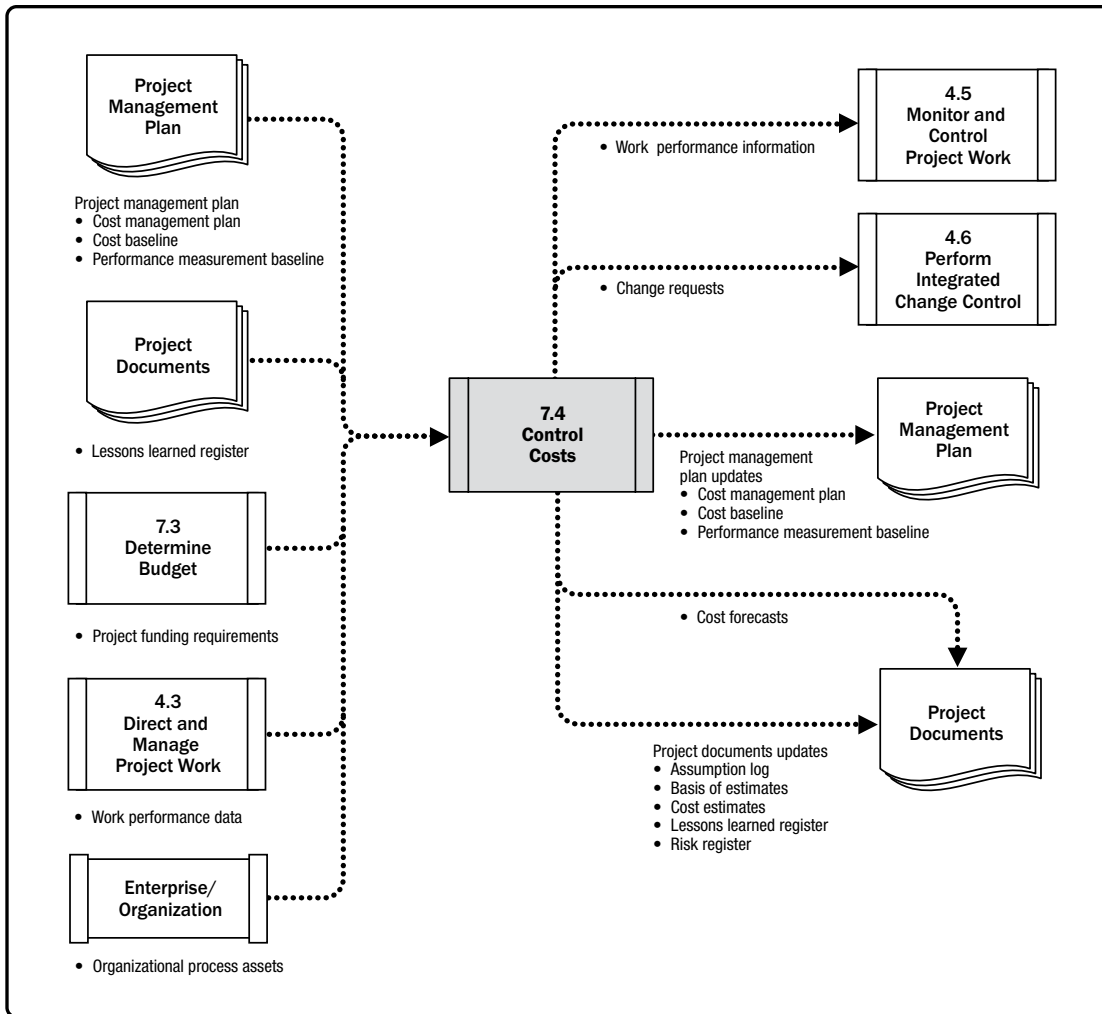 Project
Management
Plan
Project management plan
• Cost management plan
• Cost baseline
• Performance measurement baseline
Project
Documents
• Lessons learned register
7.3
Determine
Budget
• Project funding requirements
4.3
Direct and
Manage
Project Work
• Work performance data
Enterprise/
Organization
• Organizational process assets
7.4
Control
Costs
• Work performance information
4.5
Monitor and
Control
Project Work
• Change requests
4.6
Perform
Integrated
Change Control
Project management
plan updates
• Cost management plan
• Cost baseline
• Performance measurement baseline
Project
Management
Plan
• Cost forecasts
Project documents updates
• Assumption log
• Basis of estimates
• Cost estimates
• Lessons learned register
• Risk register
Project
Documents